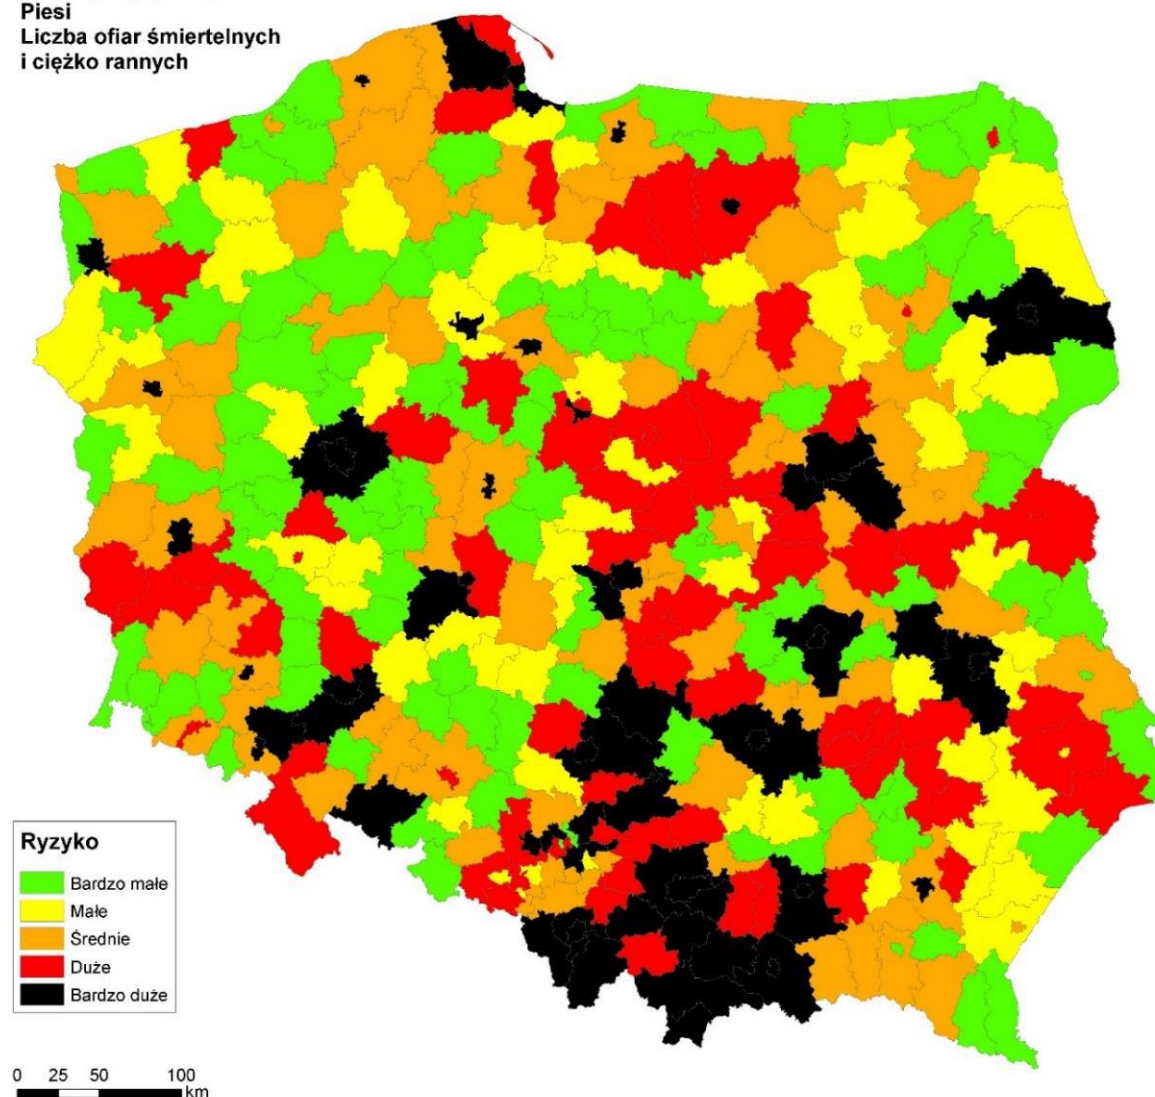 Piesi
Liczba ofiar śmiertelnych
i ciężko rannych
Ryzyko
Bardzo małe
Małe
Średnie
Duże
Bardzo duże
0 25 50 100
km